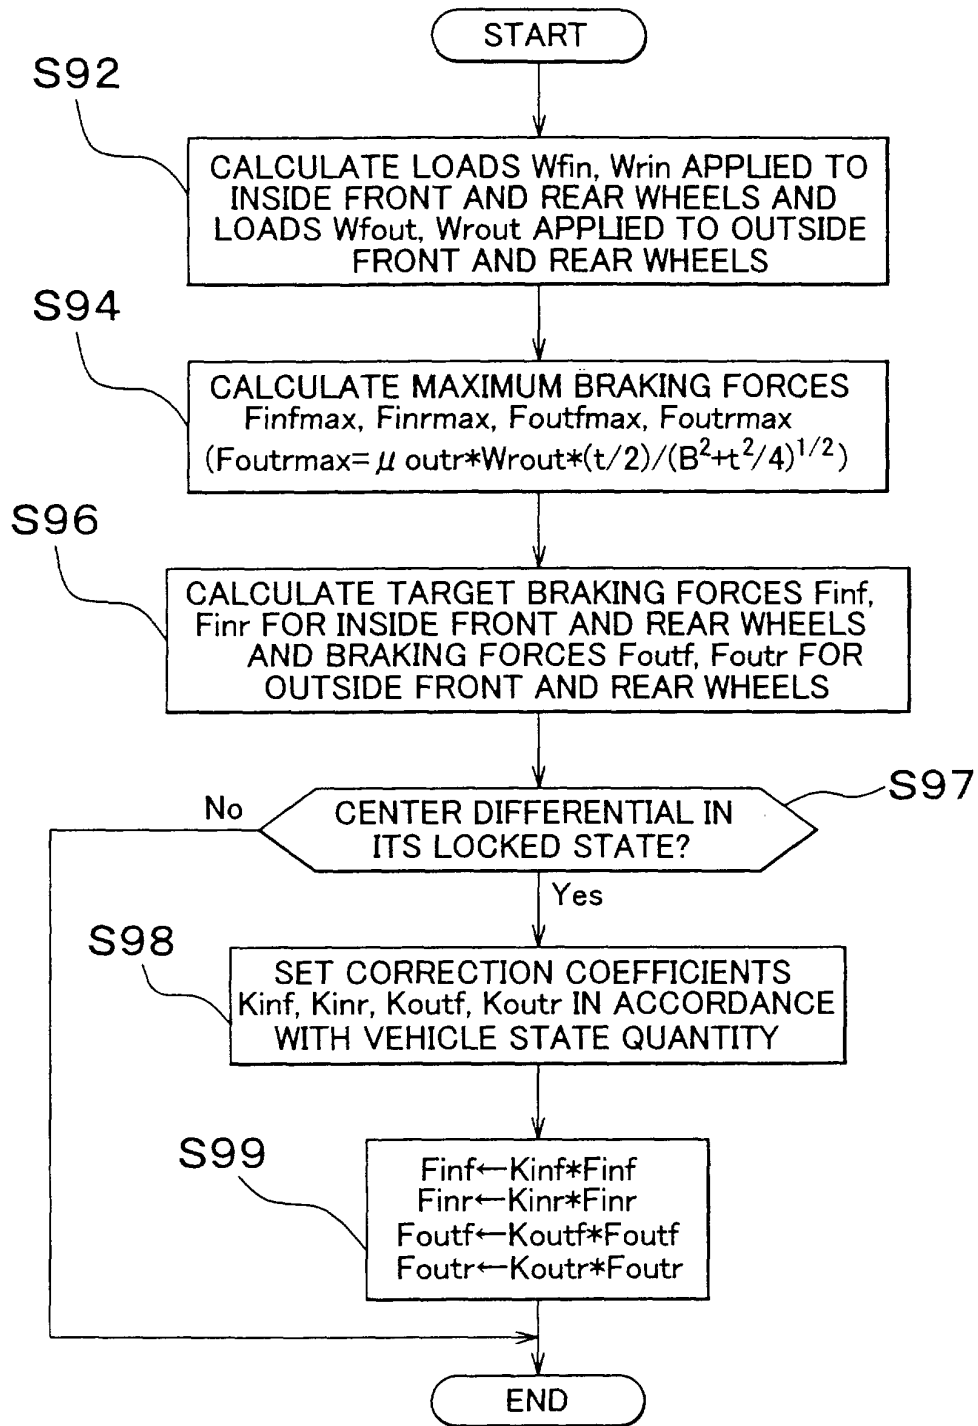 START
S92
CALCULATE LOADS Wfin, Wrin APPLIED TO
INSIDE FRONT AND REAR WHEELS AND
LOADS Wfout, Wrout APPLIED TO OUTSIDE
FRONT AND REAR WHEELS
S94
CALCULATE MAXIMUM BRAKING FORCES
Finfmax, Finrmax, Foutfmax, Foutrmax
(Foutrmax=μ outr*Wrout*(t/2)/(B²+t²/4)^1/2)
S96
CALCULATE TARGET BRAKING FORCES Finf,
Finr FOR INSIDE FRONT AND REAR WHEELS
AND BRAKING FORCES Foutf, Foutr FOR
OUTSIDE FRONT AND REAR WHEELS
S97
CENTER DIFFERENTIAL IN
ITS LOCKED STATE?
No
Yes
S98
SET CORRECTION COEFFICIENTS
Kinf, Kinr, Koutf, Koutr IN ACCORDANCE
WITH VEHICLE STATE QUANTITY
S99
Finf←Kinf*Finf
Finr←Kinr*Finr
Foutf←Koutf*Foutf
Foutr←Koutr*Foutr
END